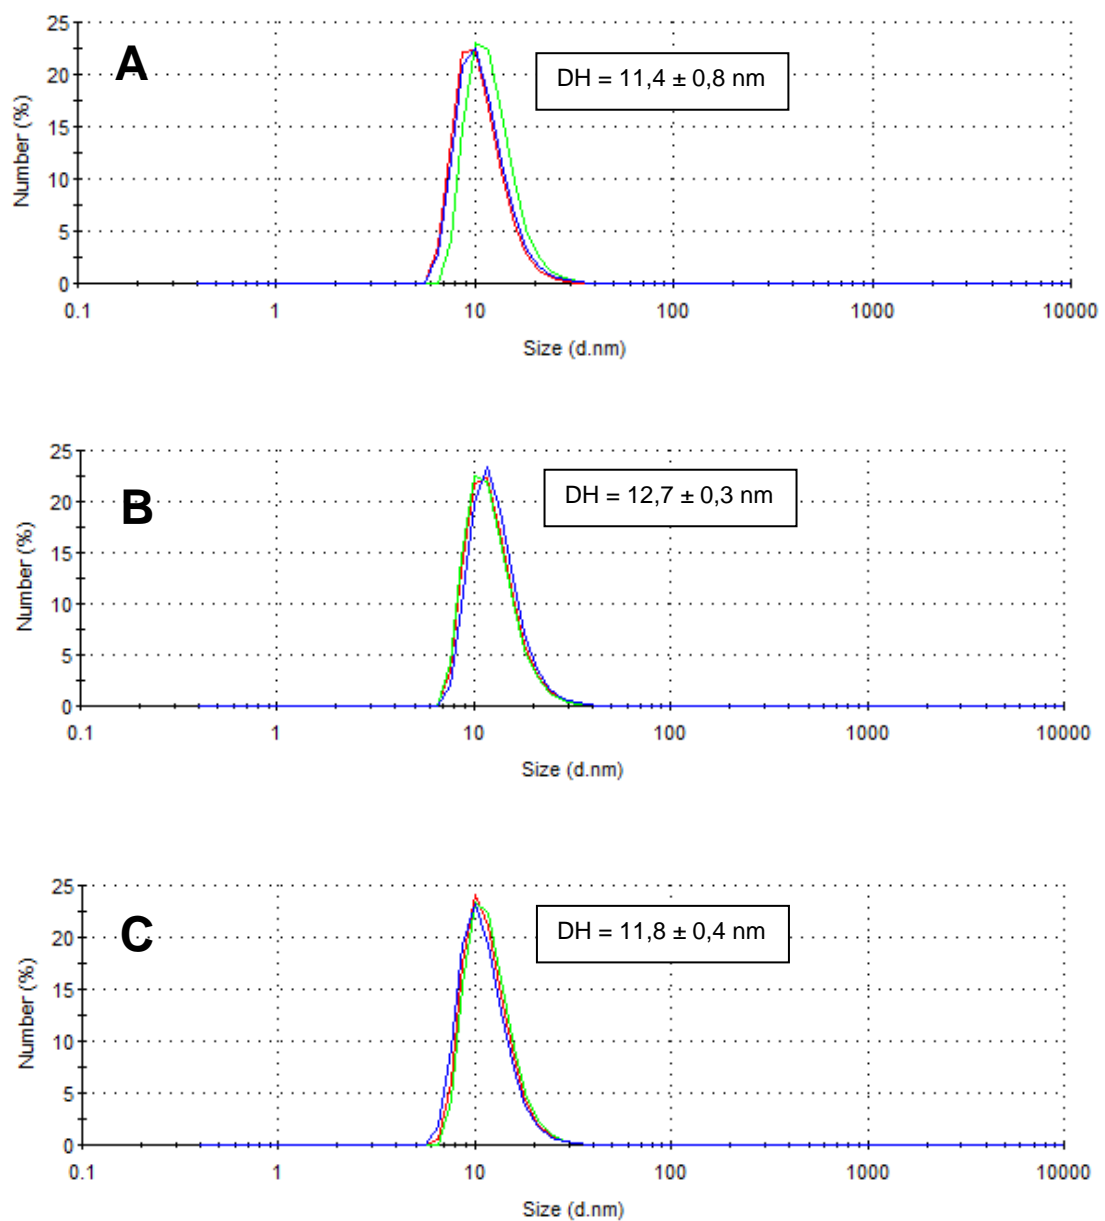 A
DH = 11,4 ± 0,8 nm
Number (%)
25
20
15
10
5
0
0.1 1 10 100 1000 10000
Size (d.nm)
B
DH = 12,7 ± 0,3 nm
Number (%)
25
20
15
10
5
0
0.1 1 10 100 1000 10000
Size (d.nm)
C
DH = 11,8 ± 0,4 nm
Number (%)
25
20
15
10
5
0
0.1 1 10 100 1000 10000
Size (d.nm)